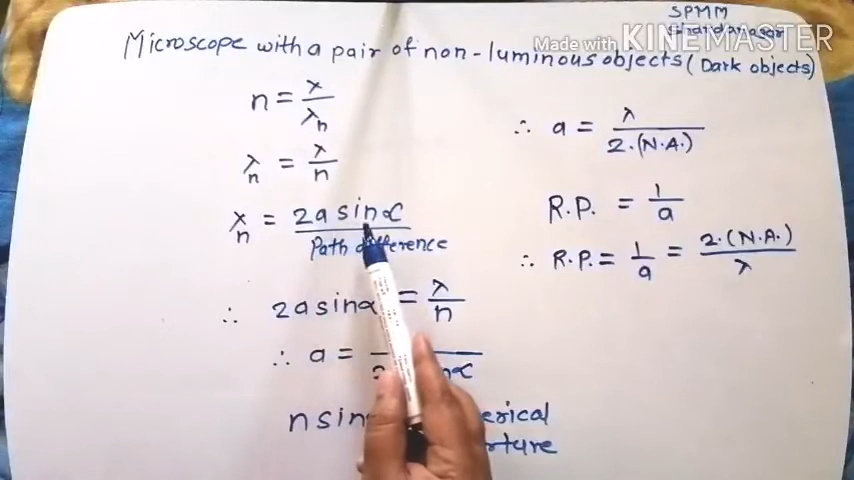 SPMM
Chandanagar
Made with KINEMASTER
Microscope with a pair of non-luminous objects (Dark objects)
n = λ/λn
λn = λ/n
λn = 2a sin∝
Path difference
∴ 2a sin∝ = λ/n
∴ a =
n sin
∴ a = λ/2.(N.A.)
R.P. = 1/a
∴ R.P. = 1/a = 2.(N.A.)/λ